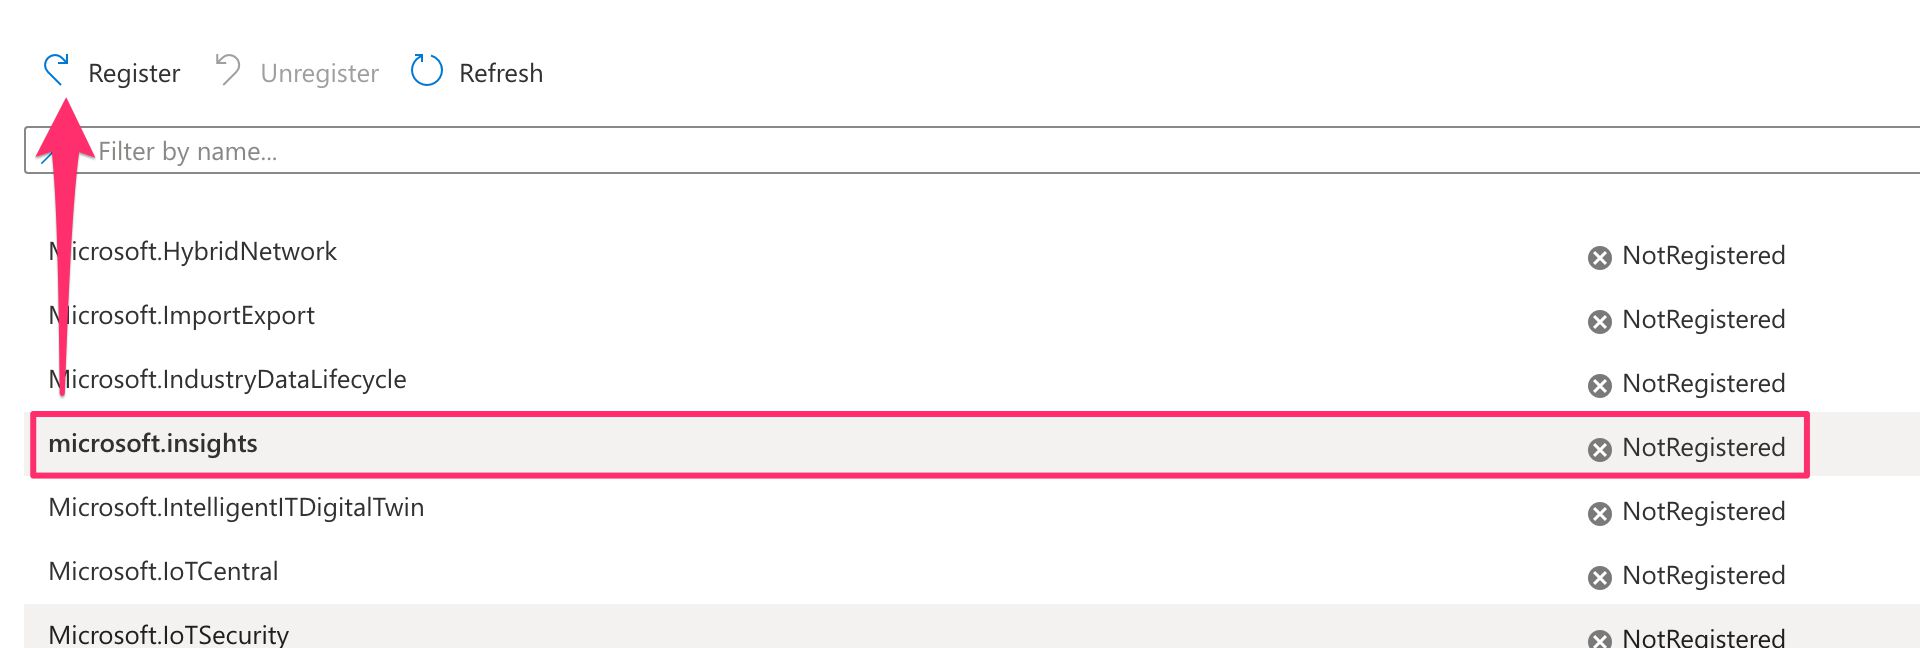 Register Unregister Refresh
Filter by name...
Microsoft.HybridNetwork NotRegistered
Microsoft.ImportExport NotRegistered
Microsoft.IndustryDataLifecycle NotRegistered
microsoft.insights NotRegistered
Microsoft.IntelligentITDigitalTwin NotRegistered
Microsoft.IoTCentral NotRegistered
Microsoft.IoTSecurity NotRegistered